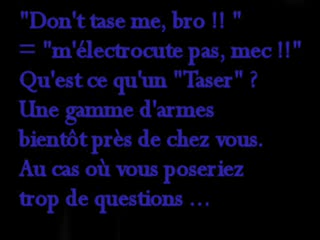 "Don't tase me, bro !! "
= "m'électrocute pas, mec !!"
Qu'est ce qu'un "Taser" ?
Une gamme d'armes
bientôt près de chez vous.
Au cas où vous poseriez
trop de questions ...